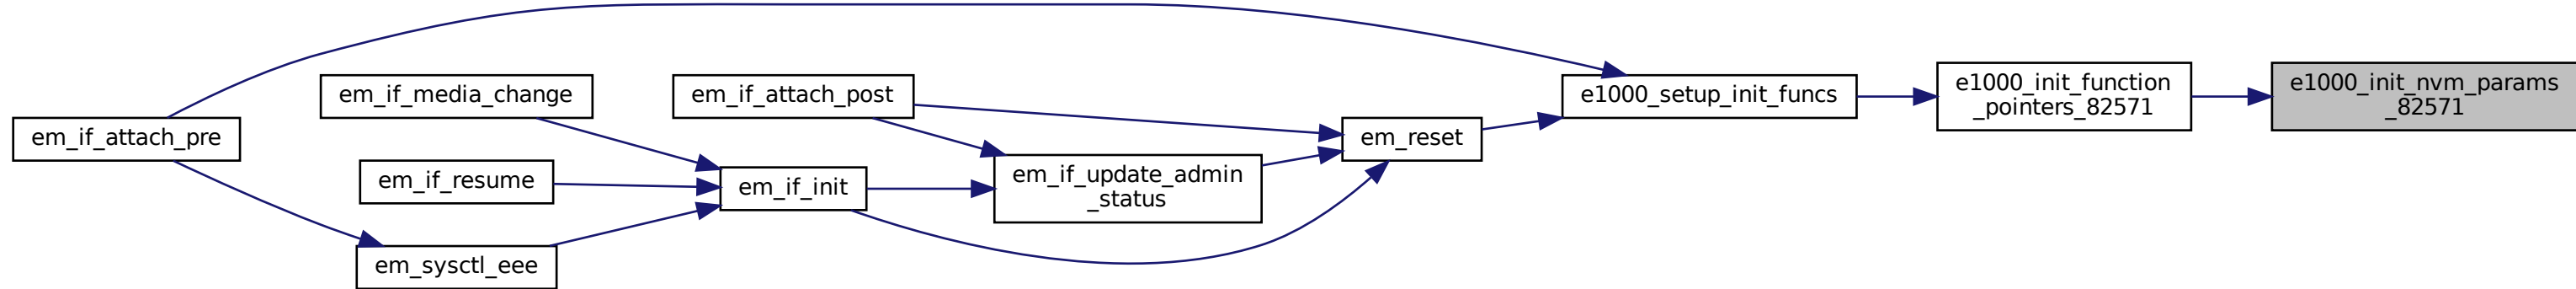 em_if_attach_pre
em_if_media_change
em_if_resume
em_sysctl_eee
em_if_attach_post
em_if_init
em_if_update_admin
_status
em_reset
e1000_setup_init_funcs
e1000_init_function
_pointers_82571
e1000_init_nvm_params
_82571